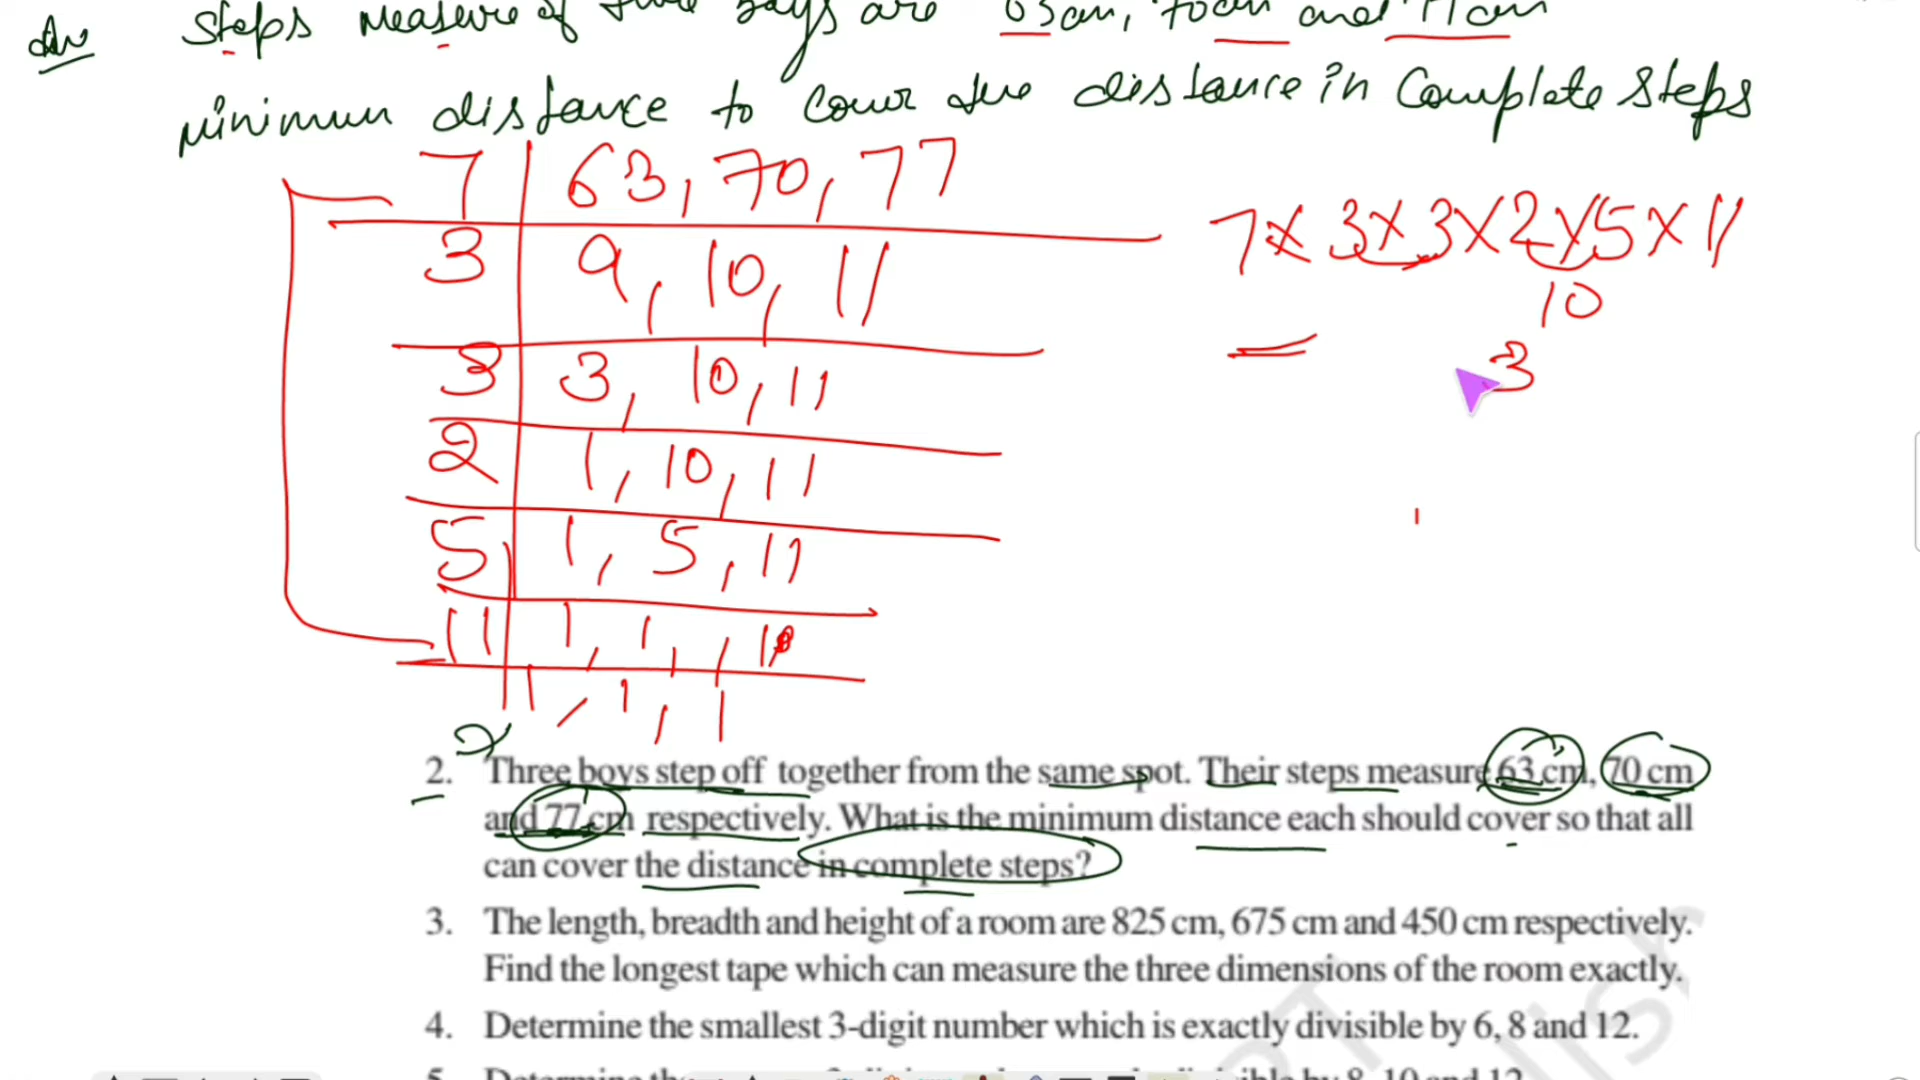 Ans Steps measure of three boys are 63cm, 70cm and 77cm
minimum distance to cover the distance in complete steps
7 | 63, 70, 77
3 | 9, 10, 11
3 | 3, 10, 11
2 | 1, 10, 11
5 | 1, 5, 11
11 | 1, 1, 11
1, 1, 1
7 x 3 x 3 x 2 x 5 x 11
10
=
3
2. Three boys step off together from the same spot. Their steps measure 63 cm, 70 cm
and 77 cm respectively. What is the minimum distance each should cover so that all
can cover the distance in complete steps?
3. The length, breadth and height of a room are 825 cm, 675 cm and 450 cm respectively.
Find the longest tape which can measure the three dimensions of the room exactly.
4. Determine the smallest 3-digit number which is exactly divisible by 6, 8 and 12.